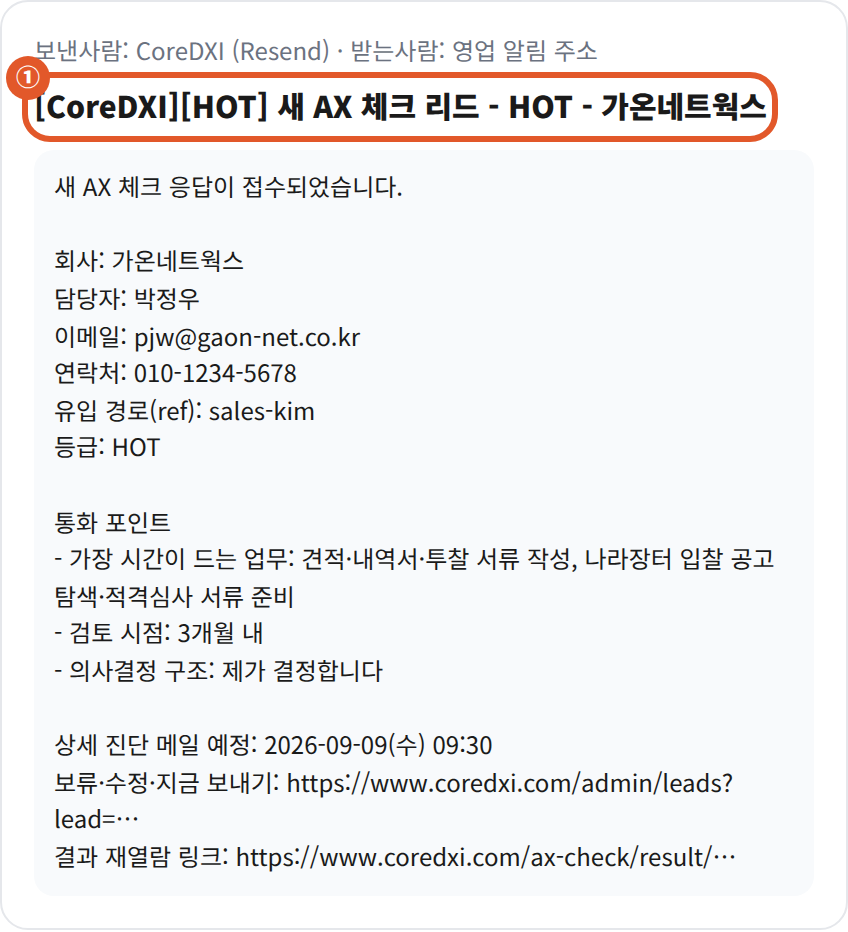 보낸사람: CoreDXI (Resend) · 받는사람: 영업 알림 주소
①
[CoreDXI][HOT] 새 AX 체크 리드 - HOT - 가온네트웍스
새 AX 체크 응답이 접수되었습니다.
회사: 가온네트웍스
담당자: 박정우
이메일: pjw@gaon-net.co.kr
연락처: 010-1234-5678
유입 경로(ref): sales-kim
등급: HOT
통화 포인트
- 가장 시간이 드는 업무: 견적·내역서·투찰 서류 작성, 나라장터 입찰 공고
탐색·적격심사 서류 준비
- 검토 시점: 3개월 내
- 의사결정 구조: 제가 결정합니다
상세 진단 메일 예정: 2026-09-09(수) 09:30
보류·수정·지금 보내기: https://www.coredxi.com/admin/leads?
lead=…
결과 재열람 링크: https://www.coredxi.com/ax-check/result/…